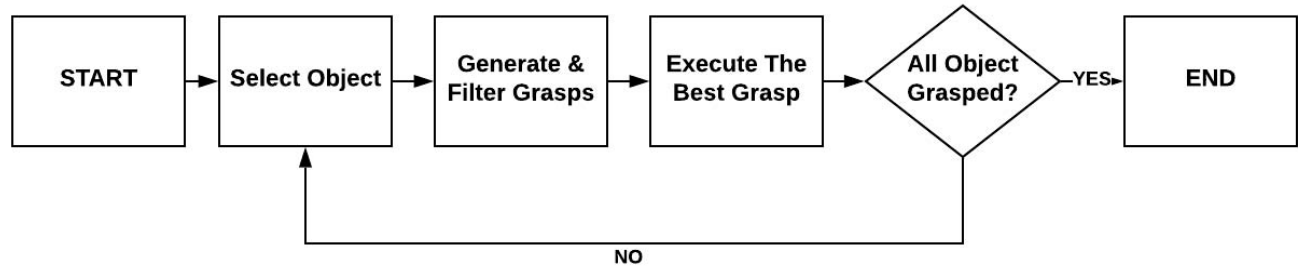 START
Select Object
Generate &
Filter Grasps
Execute The
Best Grasp
All Object
Grasped?
YES
END
NO